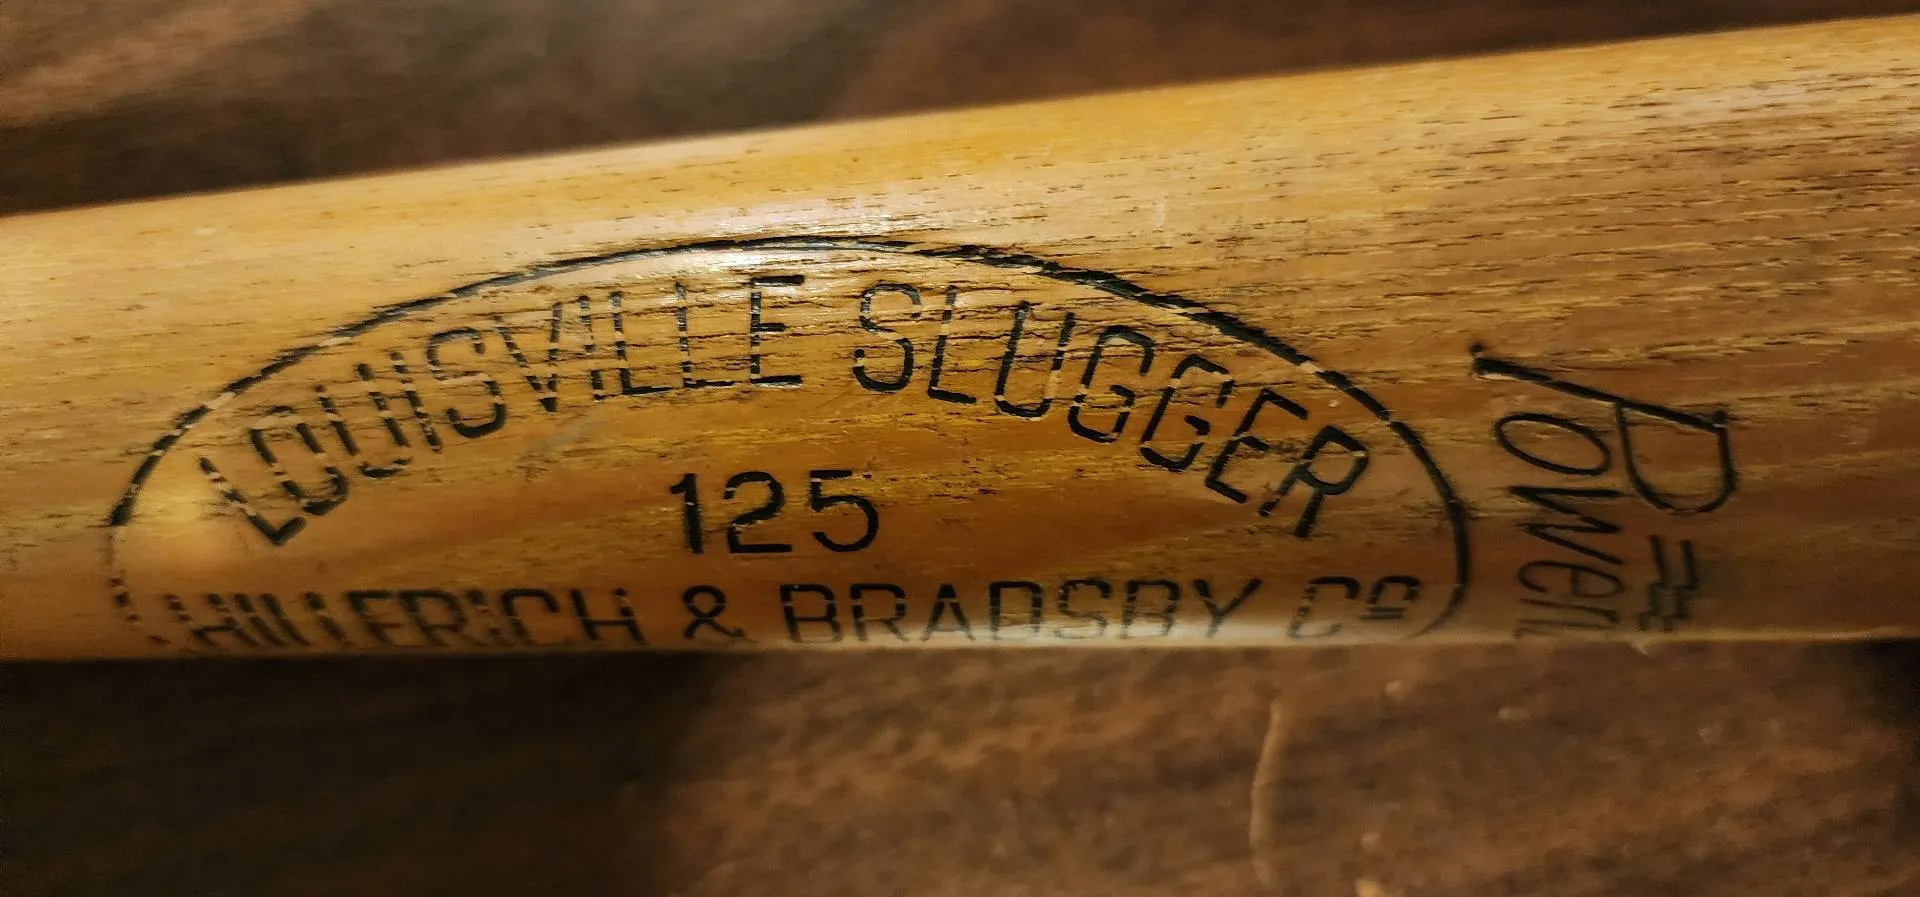 LOUISVILLE SLUGGER
125
HILLERICH & BRADSBY Cº
Power